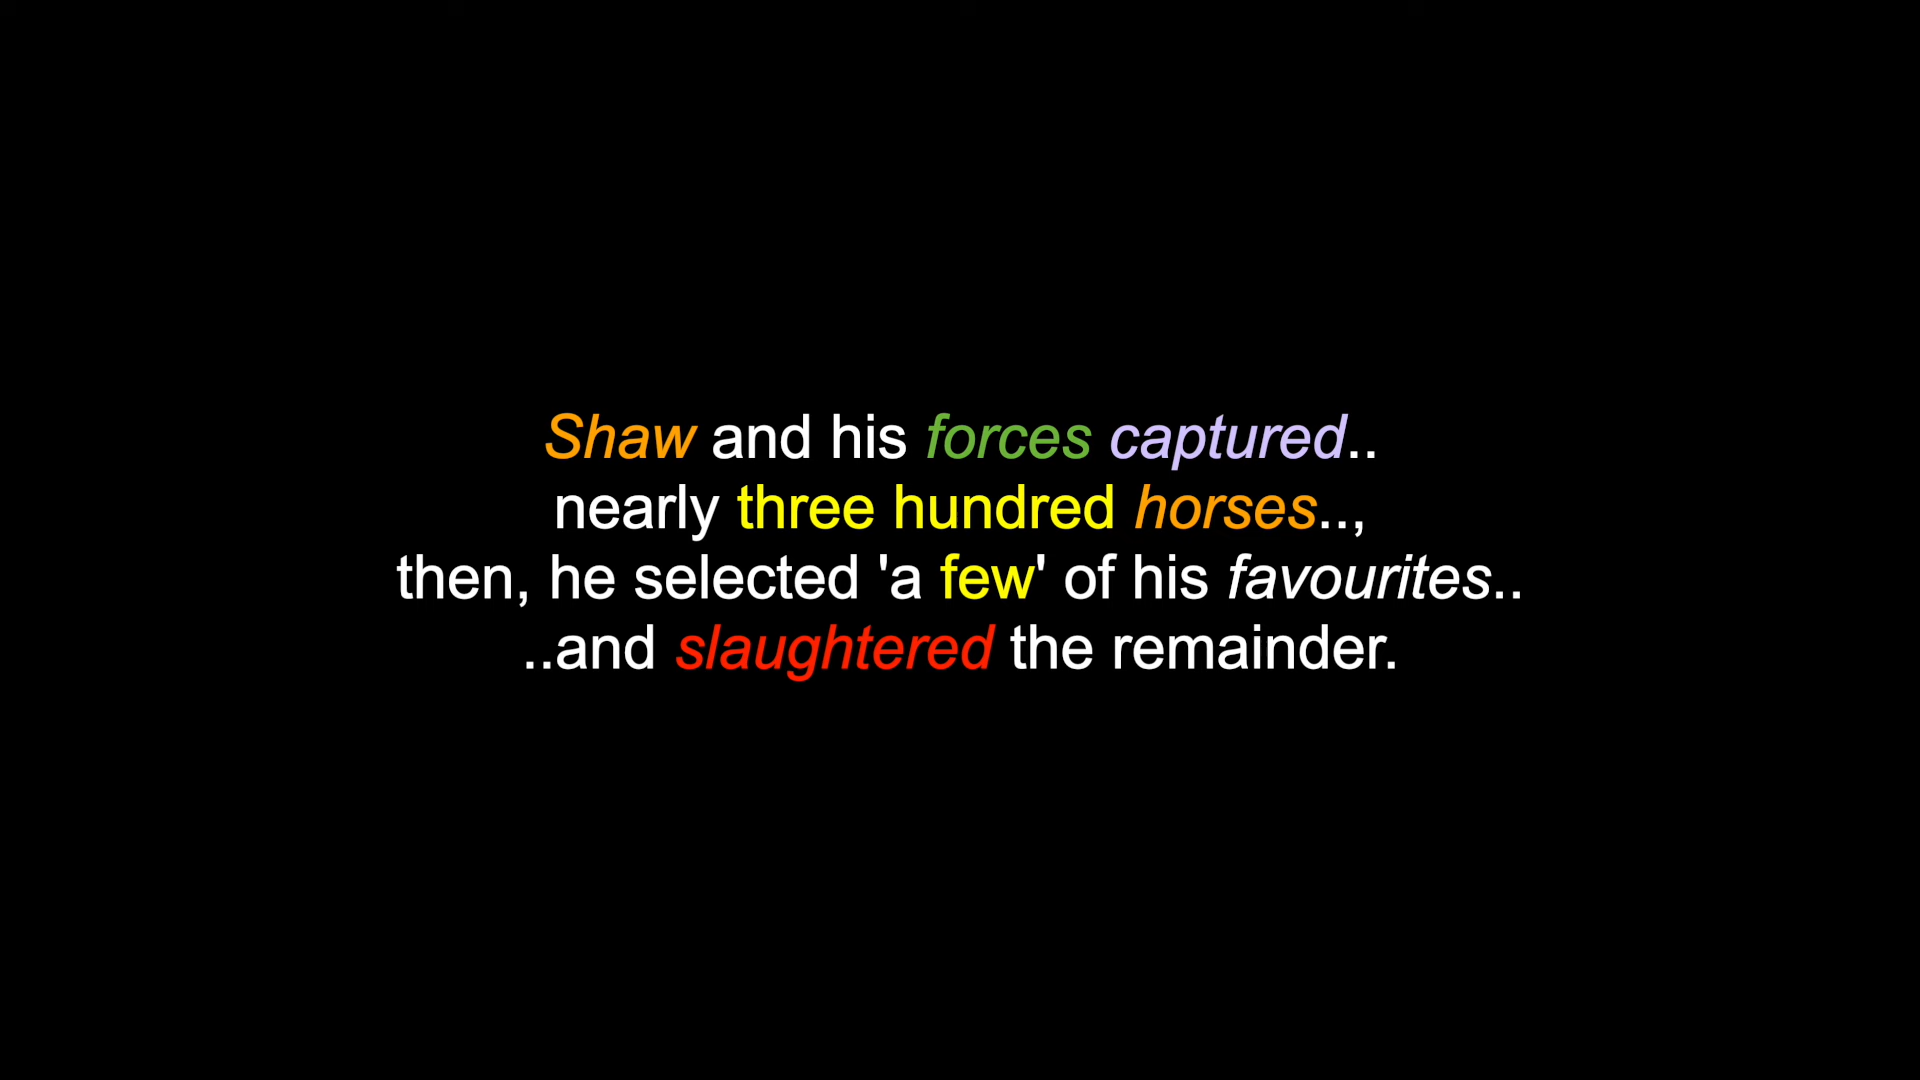 Shaw and his forces captured..
nearly three hundred horses..,
then, he selected 'a few' of his favourites..
..and slaughtered the remainder.